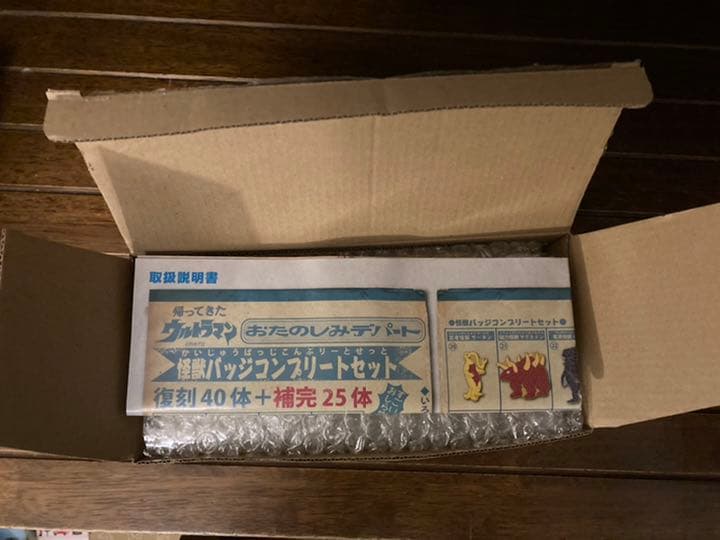 取扱説明書
帰ってきた
ウルトラマン
おたのしみデパート
かいじゅうばっじこんぷりーとせっと
怪獣バッジコンプリートセット
復刻40体+補完25体
◆いろ
●怪獣バッジコンプリートセット●